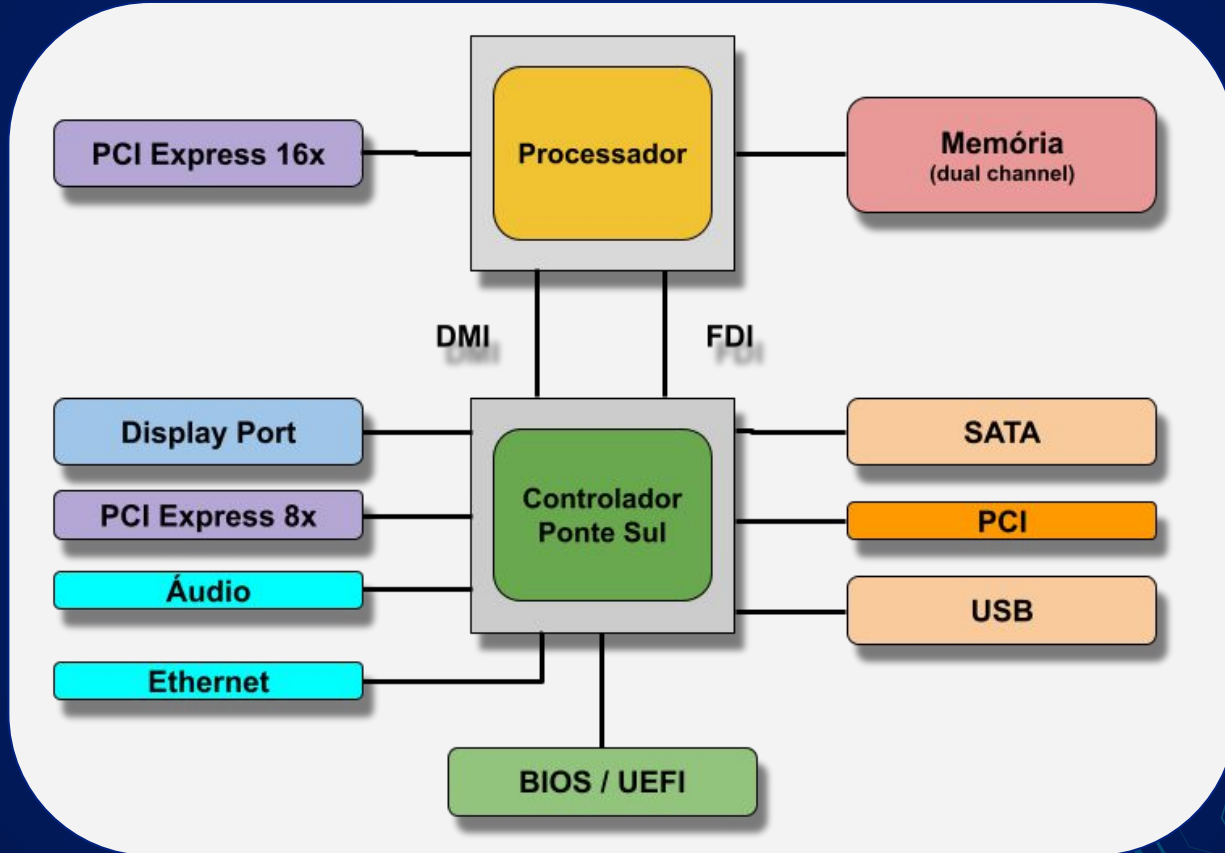 PCI Express 16x
Processador
Memória
(dual channel)
DMI
FDI
Display Port
PCI Express 8x
Áudio
Ethernet
Controlador
Ponte Sul
SATA
PCI
USB
BIOS / UEFI